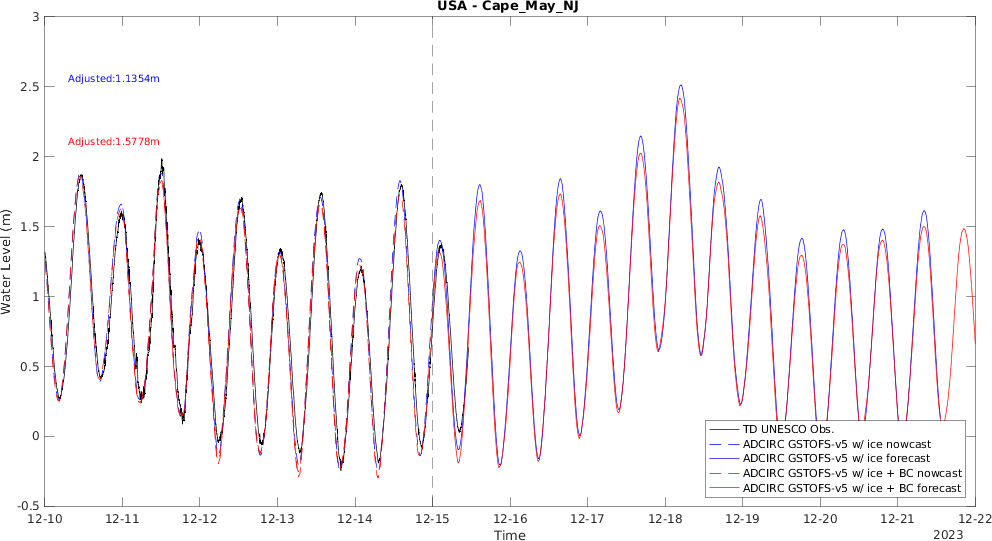 USA - Cape_May_NJ
3
2.5
2
1.5
1
0.5
0
-0.5
Water Level (m)
Adjusted:1.1354m
Adjusted:1.5778m
TD UNESCO Obs.
ADCIRC GSTOFS-v5 w/ ice nowcast
ADCIRC GSTOFS-v5 w/ ice forecast
ADCIRC GSTOFS-v5 w/ ice + BC nowcast
ADCIRC GSTOFS-v5 w/ ice + BC forecast
12-10 12-11 12-12 12-13 12-14 12-15 12-16 12-17 12-18 12-19 12-20 12-21 12-22
Time
2023